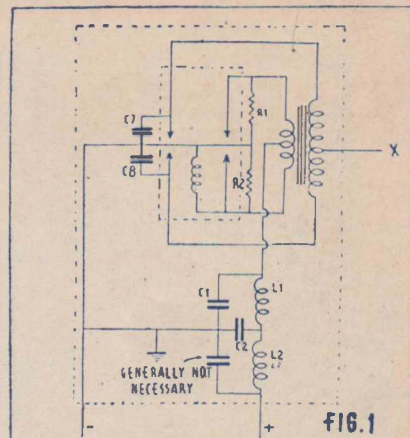 C7
C8
R1
R2
X
C1
L1
C2
L2
GENERALLY NOT
NECESSARY
- +
FIG.1